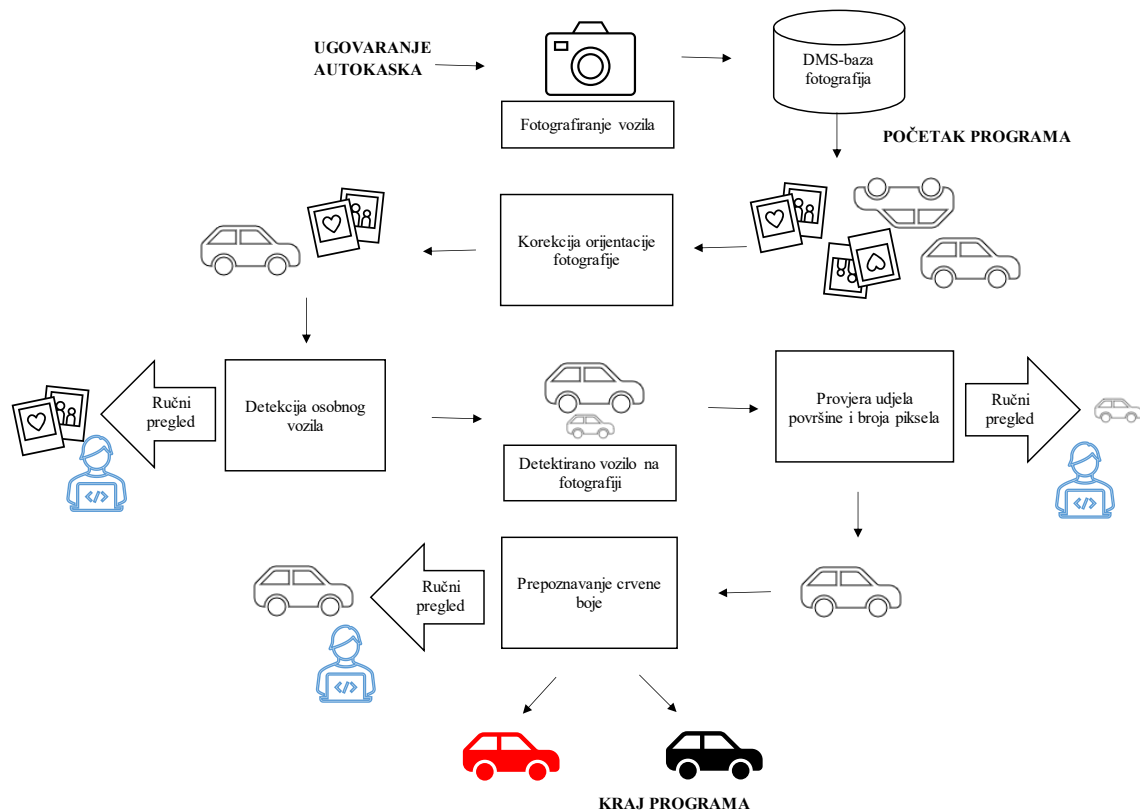 UGOVARANJE
AUTOKASKA
Fotografiranje vozila
DMS-baza
fotografija
POČETAK PROGRAMA
Korekcija orijentacije
fotografije
Ručni
pregled
Detekcija osobnog
vozila
Detektirano vozilo na
fotografiji
Provjera udjela
površine i broja piksela
Ručni
pregled
</>
</>
Ručni
pregled
Prepoznavanje crvene
boje
</>
KRAJ PROGRAMA